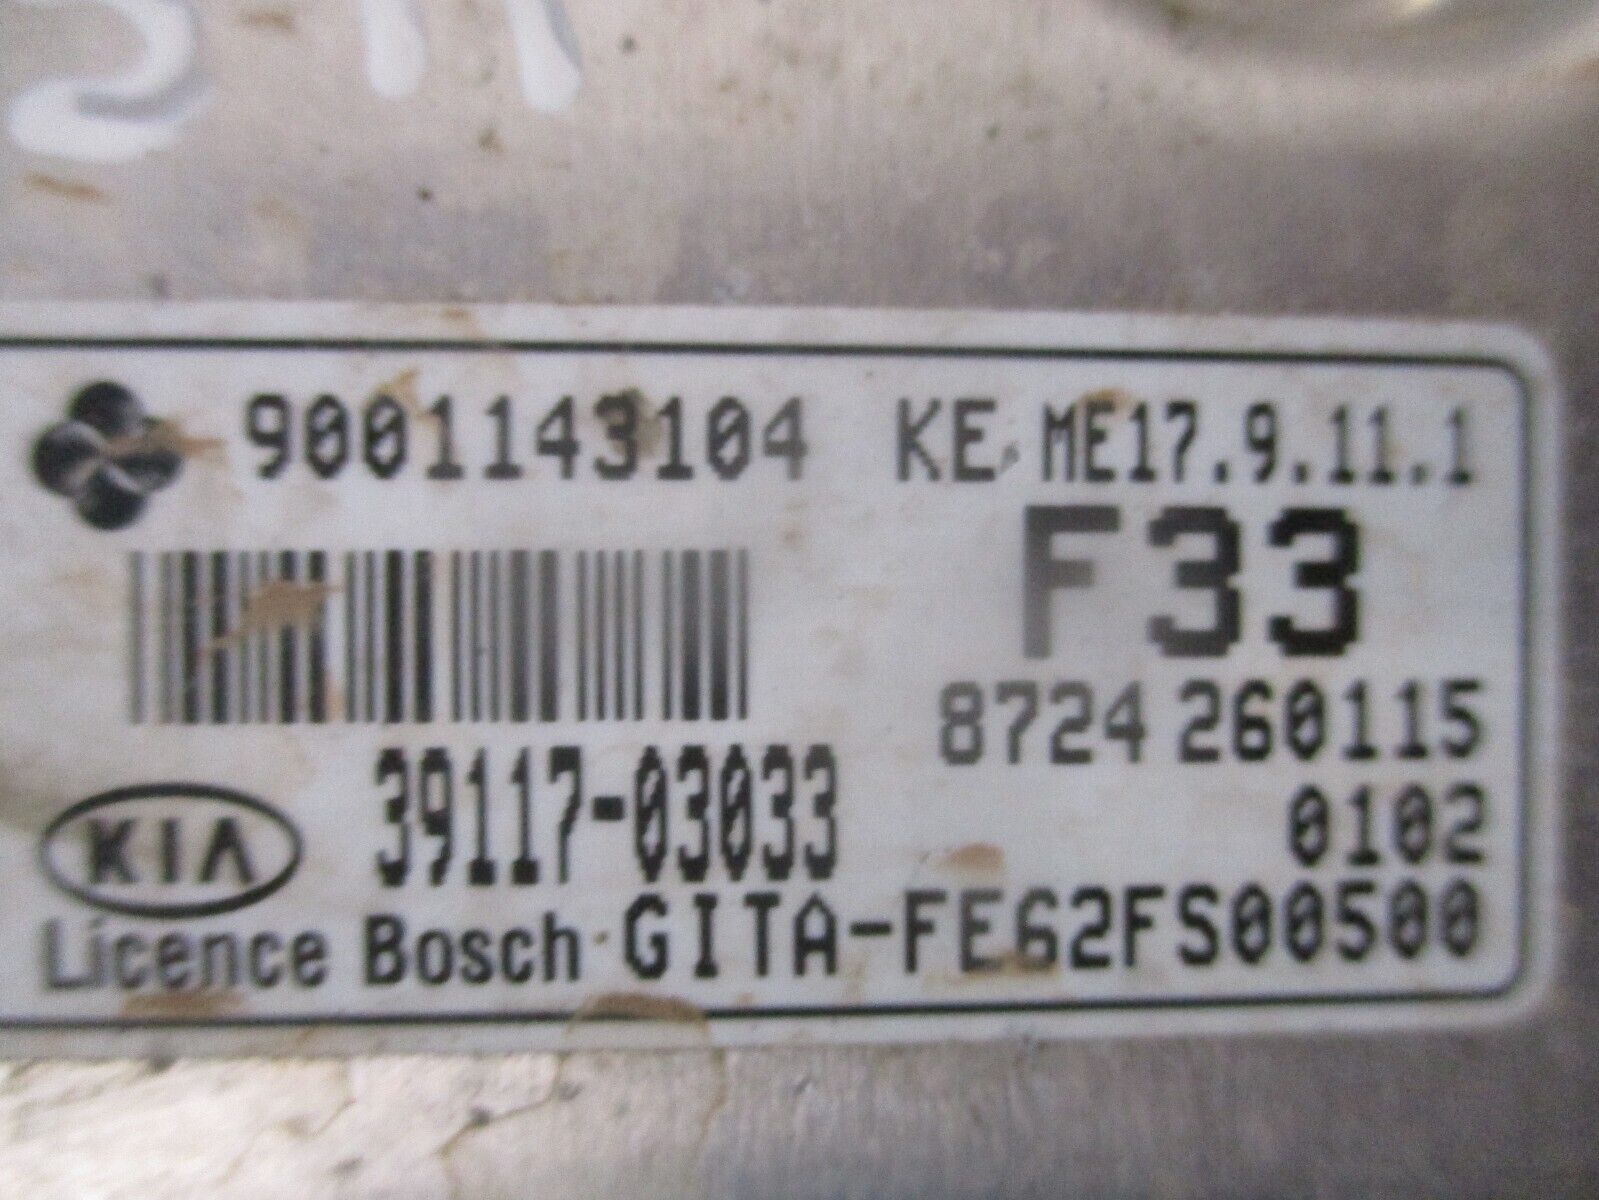 9001143104 KE. ME17.9.11.1
F33
8724 260115
39117-03033
0102
KIA
Licence Bosch GITA-FE62FS00500